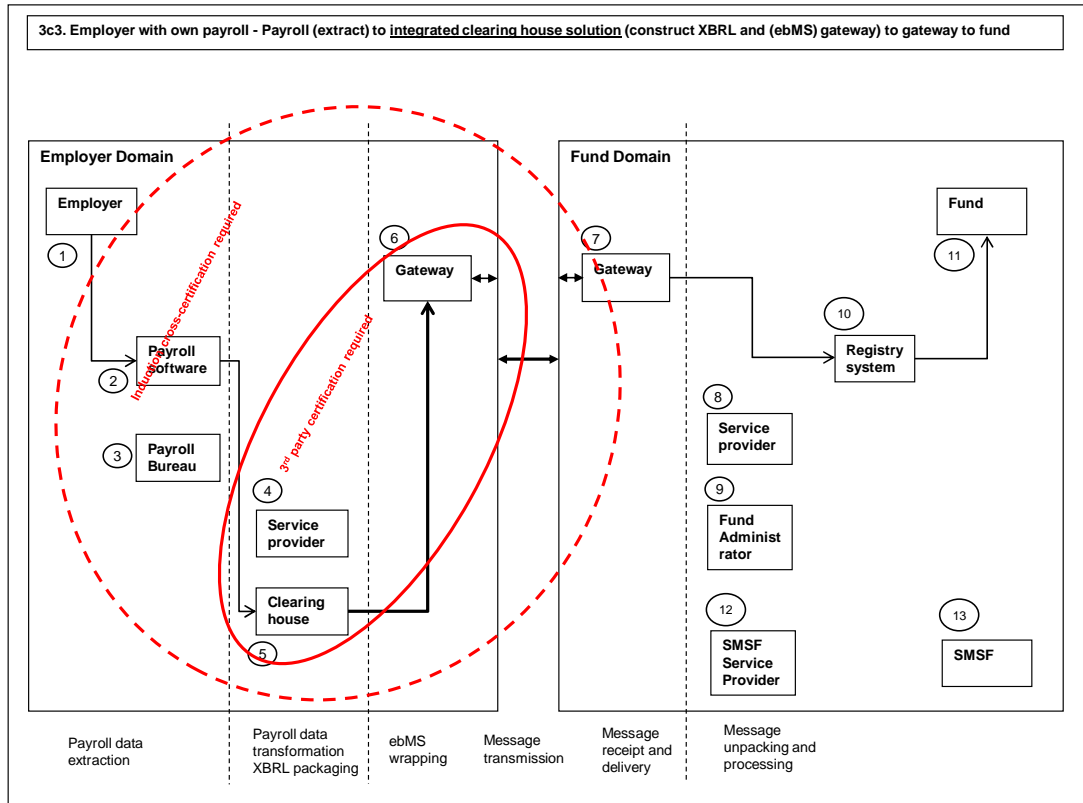 3c3. Employer with own payroll - Payroll (extract) to integrated clearing house solution (construct XBRL and (ebMS) gateway) to gateway to fund
Employer Domain
Fund Domain
Employer
1
Induction cross-certification required
Payroll
software
2
3
Payroll
Bureau
4
Service
provider
Clearing
house
5
3rd party certification required
6
Gateway
7
Gateway
Fund
11
10
Registry
system
8
Service
provider
9
Fund
Administ
rator
12
SMSF
Service
Provider
13
SMSF
Payroll data
extraction
Payroll data
transformation
XBRL packaging
ebMS
wrapping
Message
transmission
Message
receipt and
delivery
Message
unpacking and
processing